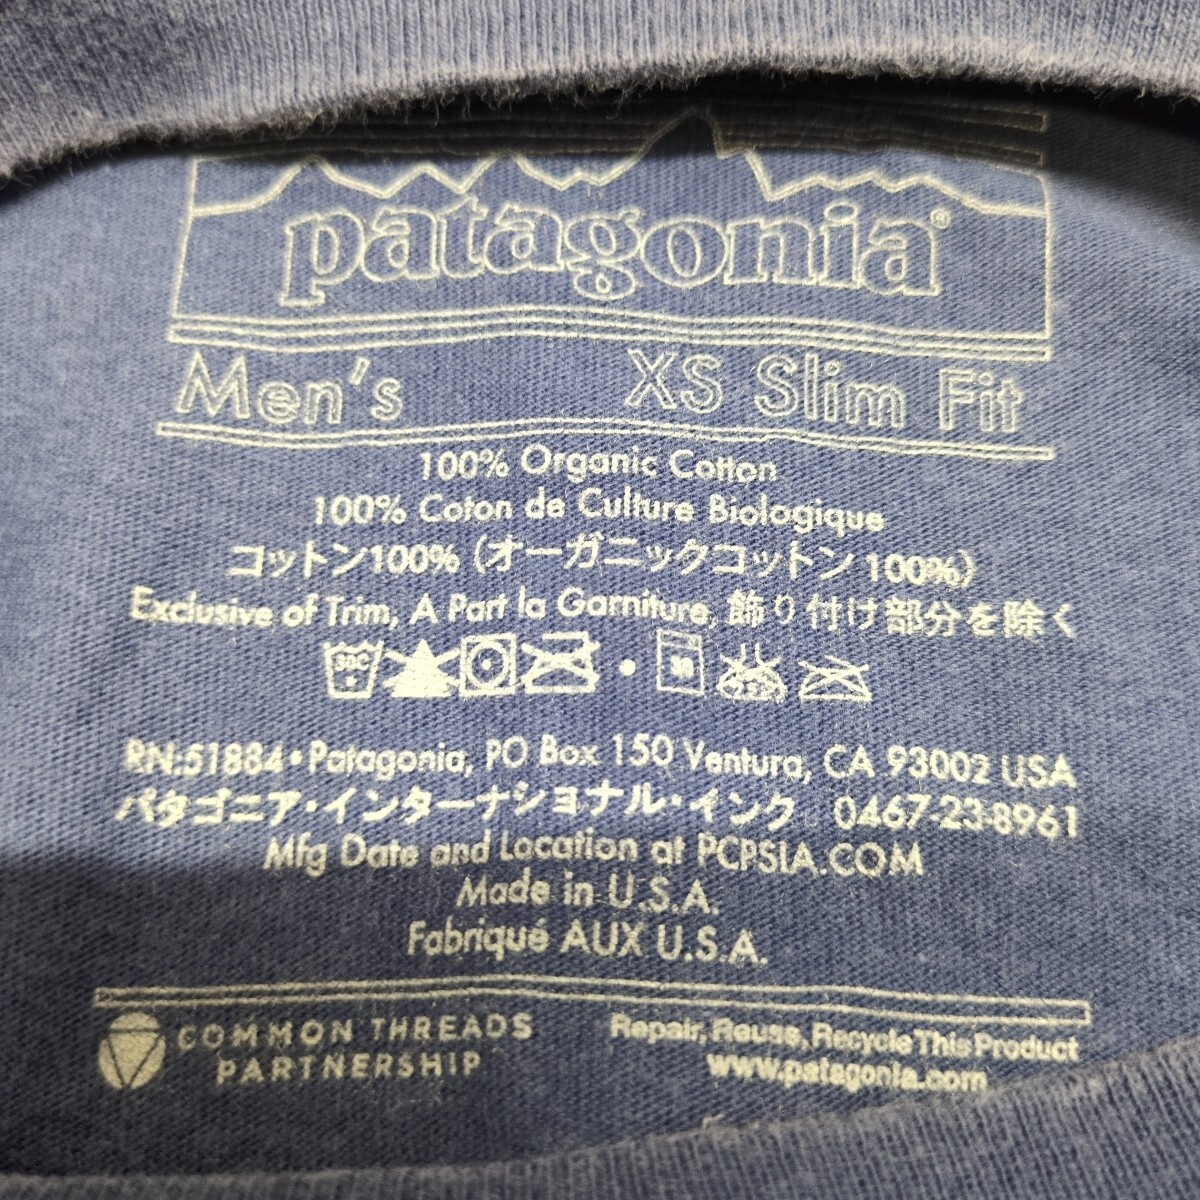 patagonia®
Men's XS Slim Fit
100% Organic Cotton
100% Coton de Culture Biologique
コットン100% (オーガニックコットン 100%)
Exclusive of Trim, A Part la Garniture, 飾り付け部分を除く
30C 30
RN:51884•Patagonia, PO Box 150 Ventura, CA 93002 USA
パタゴニア・インターナショナル・インク 0467-23-8961
Mfg Date and Location at PCPSIA.COM
Made in U.S.A.
Fabriqué AUX U.S.A.
COMMON THREADS PARTNERSHIP
Repair, Reuse, Recycle This Product
www.patagonia.com